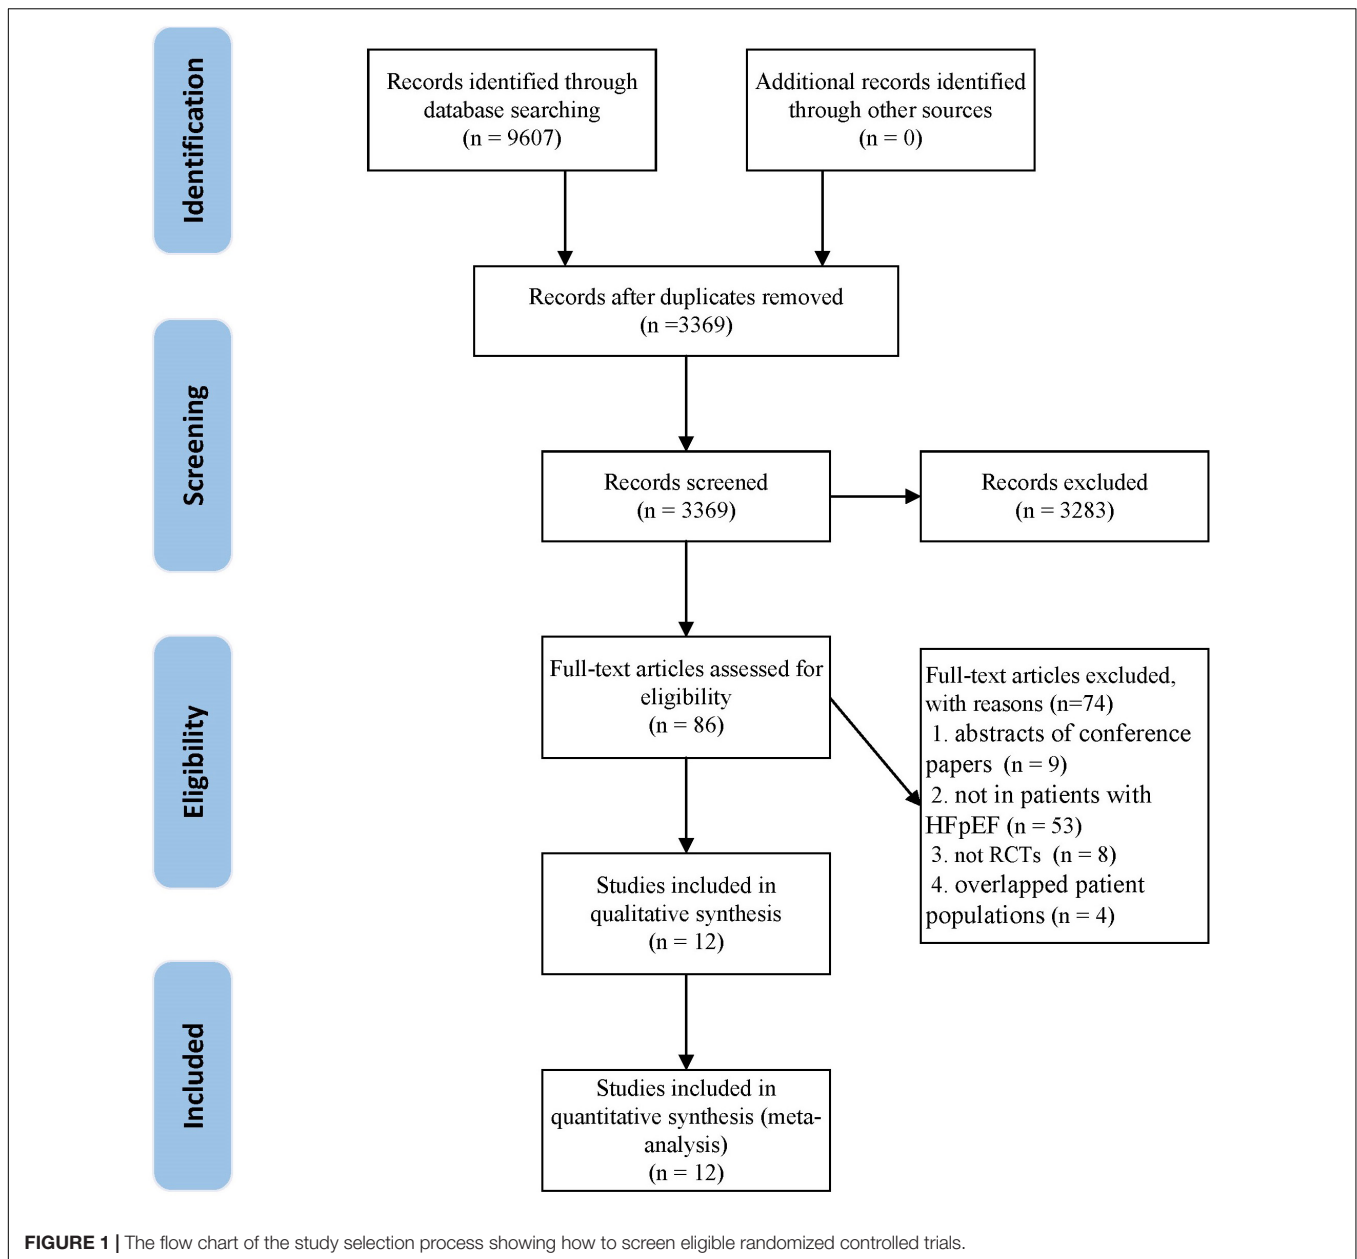 Identification
Records identified through
database searching
(n = 9607)
Additional records identified
through other sources
(n = 0)
Records after duplicates removed
(n =3369)
Screening
Records screened
(n = 3369)
Records excluded
(n = 3283)
Eligibility
Full-text articles assessed for
eligibility
(n = 86)
Full-text articles excluded,
with reasons (n=74)
1. abstracts of conference
papers (n = 9)
2. not in patients with
HFpEF (n = 53)
3. not RCTs (n = 8)
4. overlapped patient
populations (n = 4)
Studies included in
qualitative synthesis
(n = 12)
Included
Studies included in
quantitative synthesis (meta-
analysis)
(n = 12)
FIGURE 1 | The flow chart of the study selection process showing how to screen eligible randomized controlled trials.